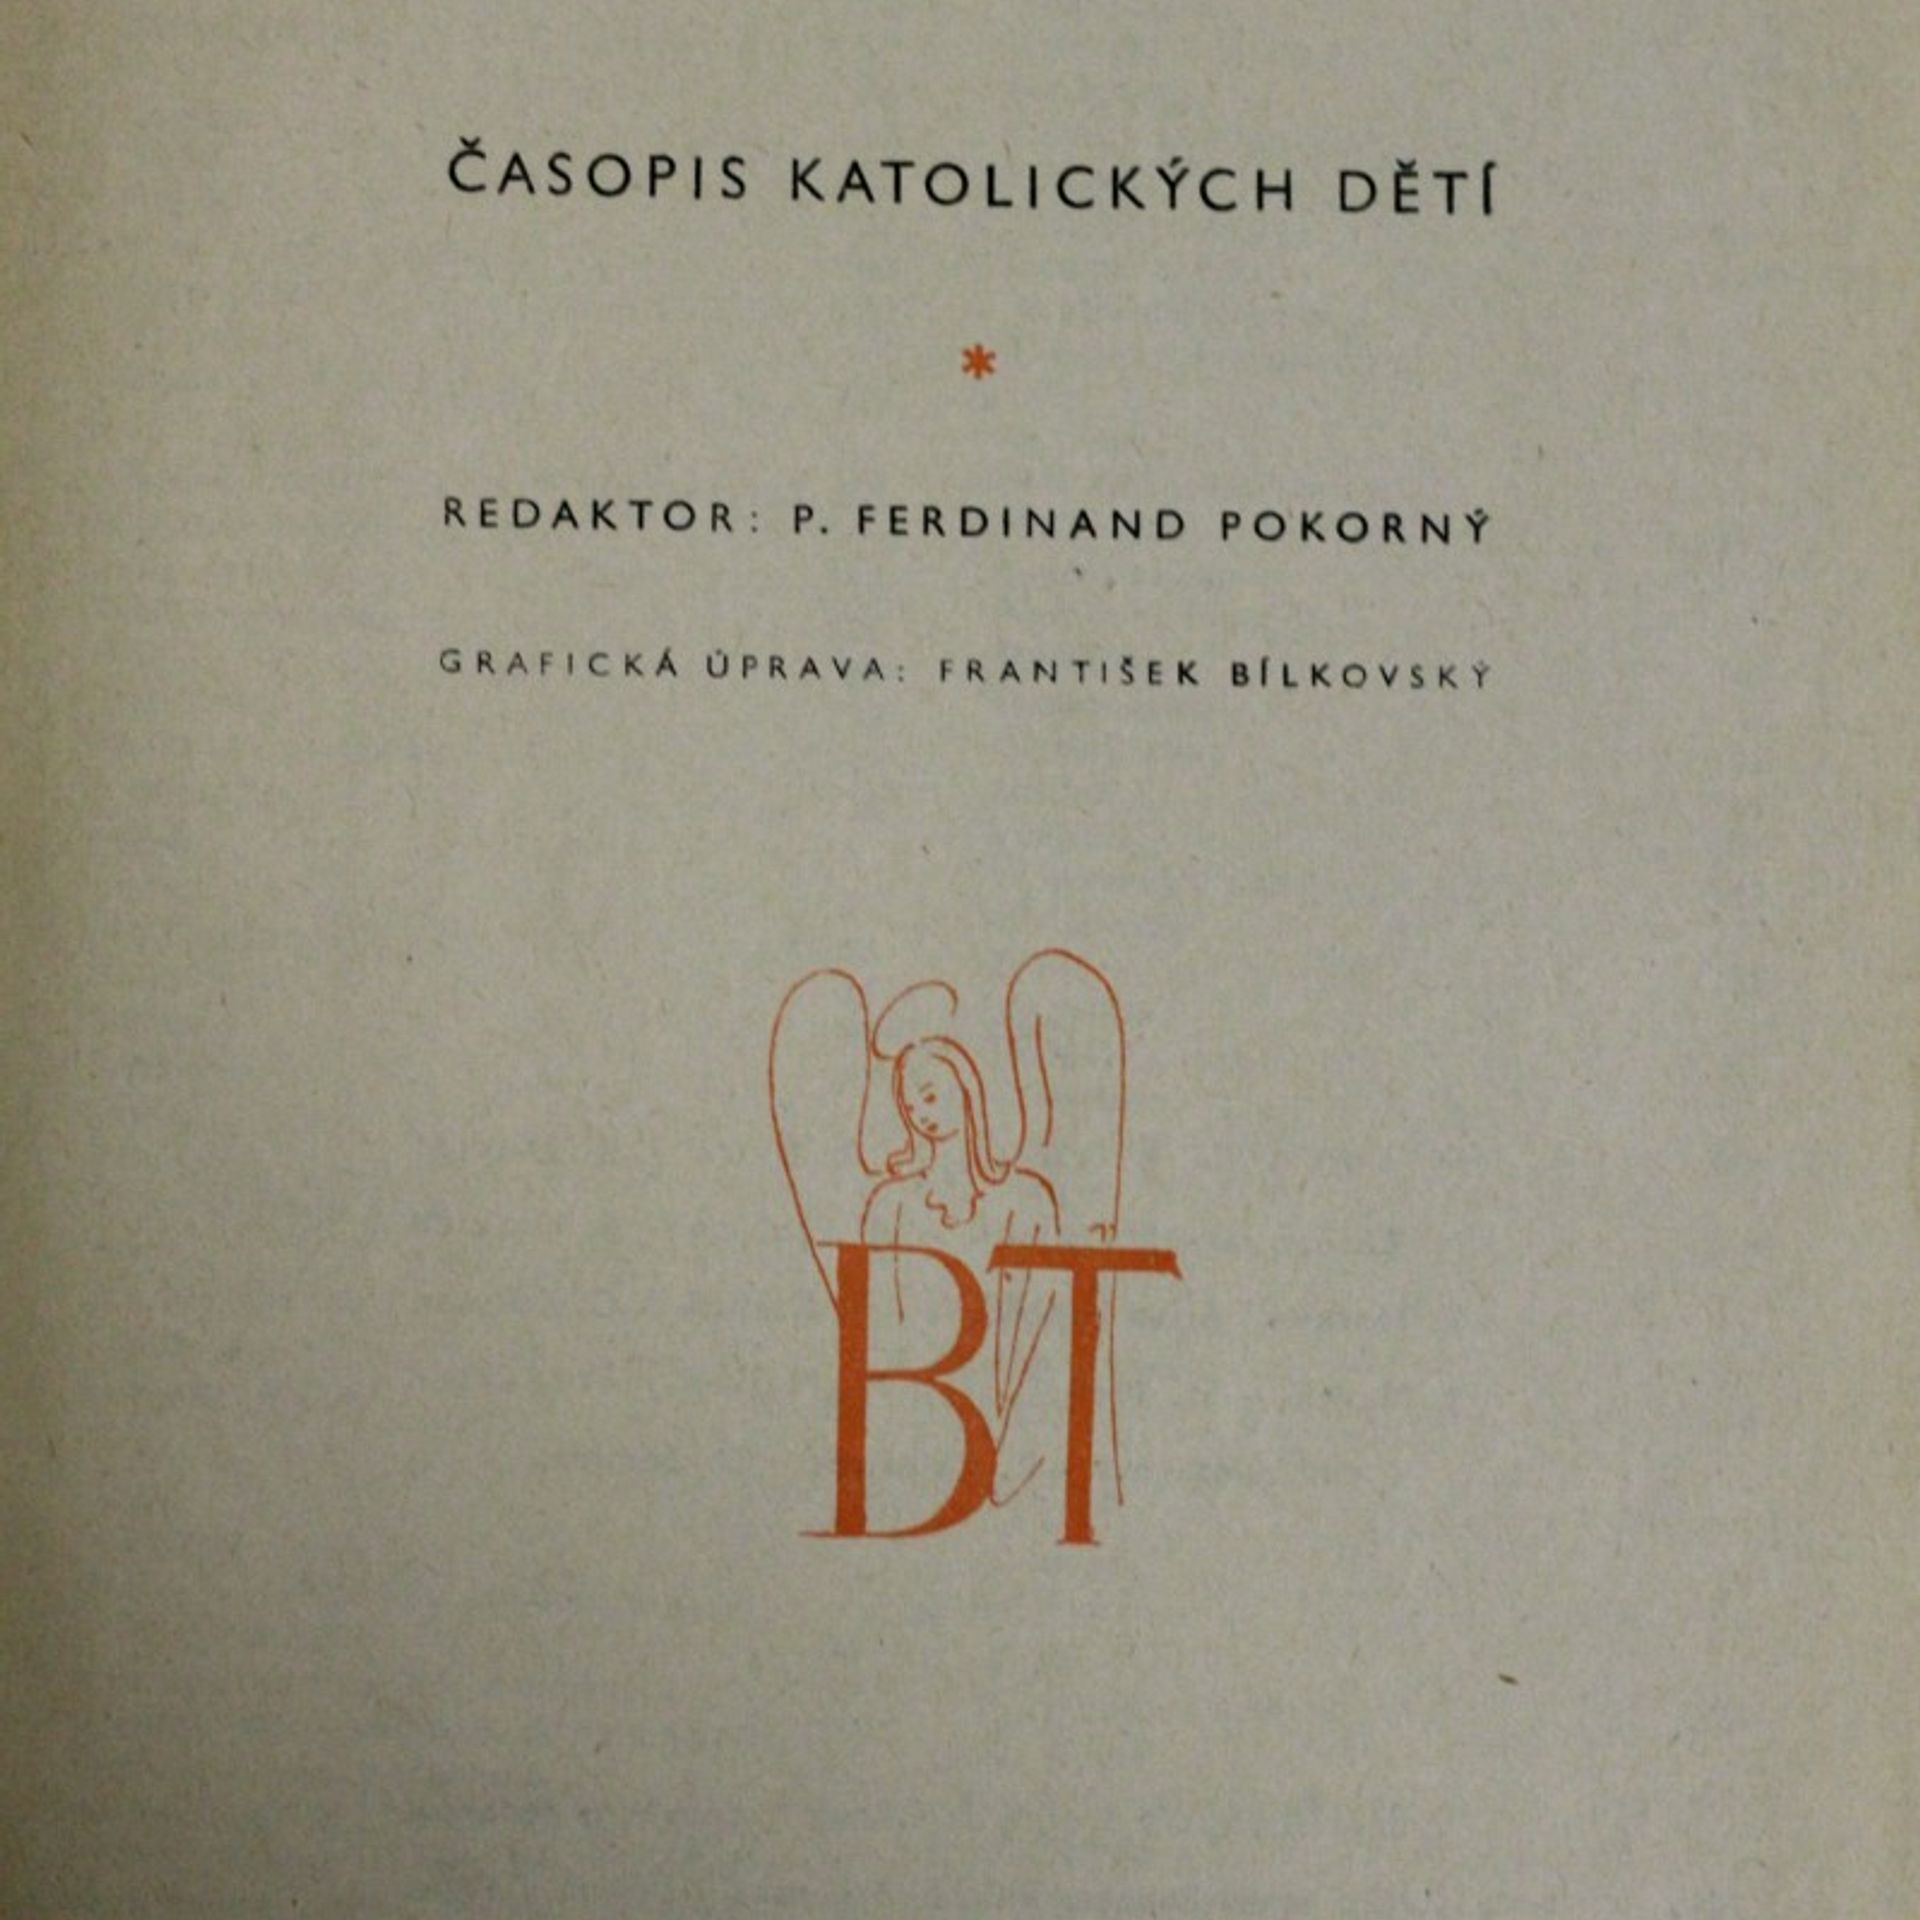 ČASOPIS KATOLICKÝCH DĚTÍ
*
REDAKTOR: P. FERDINAND POKORNÝ
GRAFICKÁ ÚPRAVA: FRANTIŠEK BÍLKOVSKÝ
BT